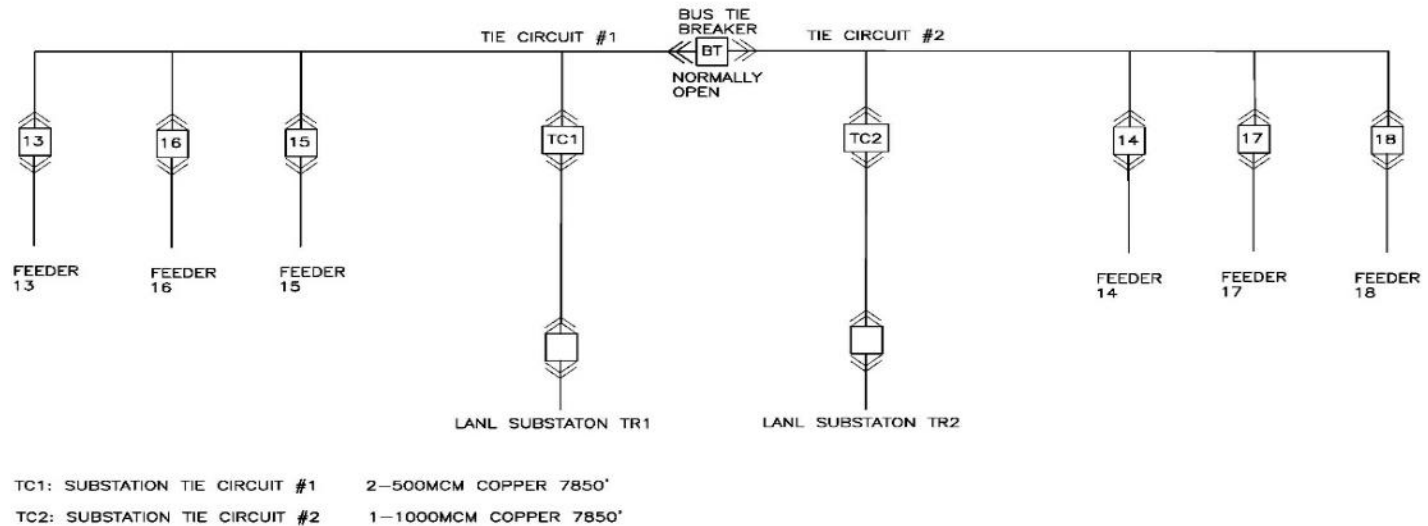 BUS TIE
BREAKER
TIE CIRCUIT #1
BT
TIE CIRCUIT #2
NORMALLY
OPEN
13
16
15
TC1
TC2
14
17
18
FEEDER
13
FEEDER
16
FEEDER
15
FEEDER
14
FEEDER
17
FEEDER
18
LANL SUBSTATON TR1
LANL SUBSTATON TR2
TC1: SUBSTATION TIE CIRCUIT #1 2-500MCM COPPER 7850'
TC2: SUBSTATION TIE CIRCUIT #2 1-1000MCM COPPER 7850'